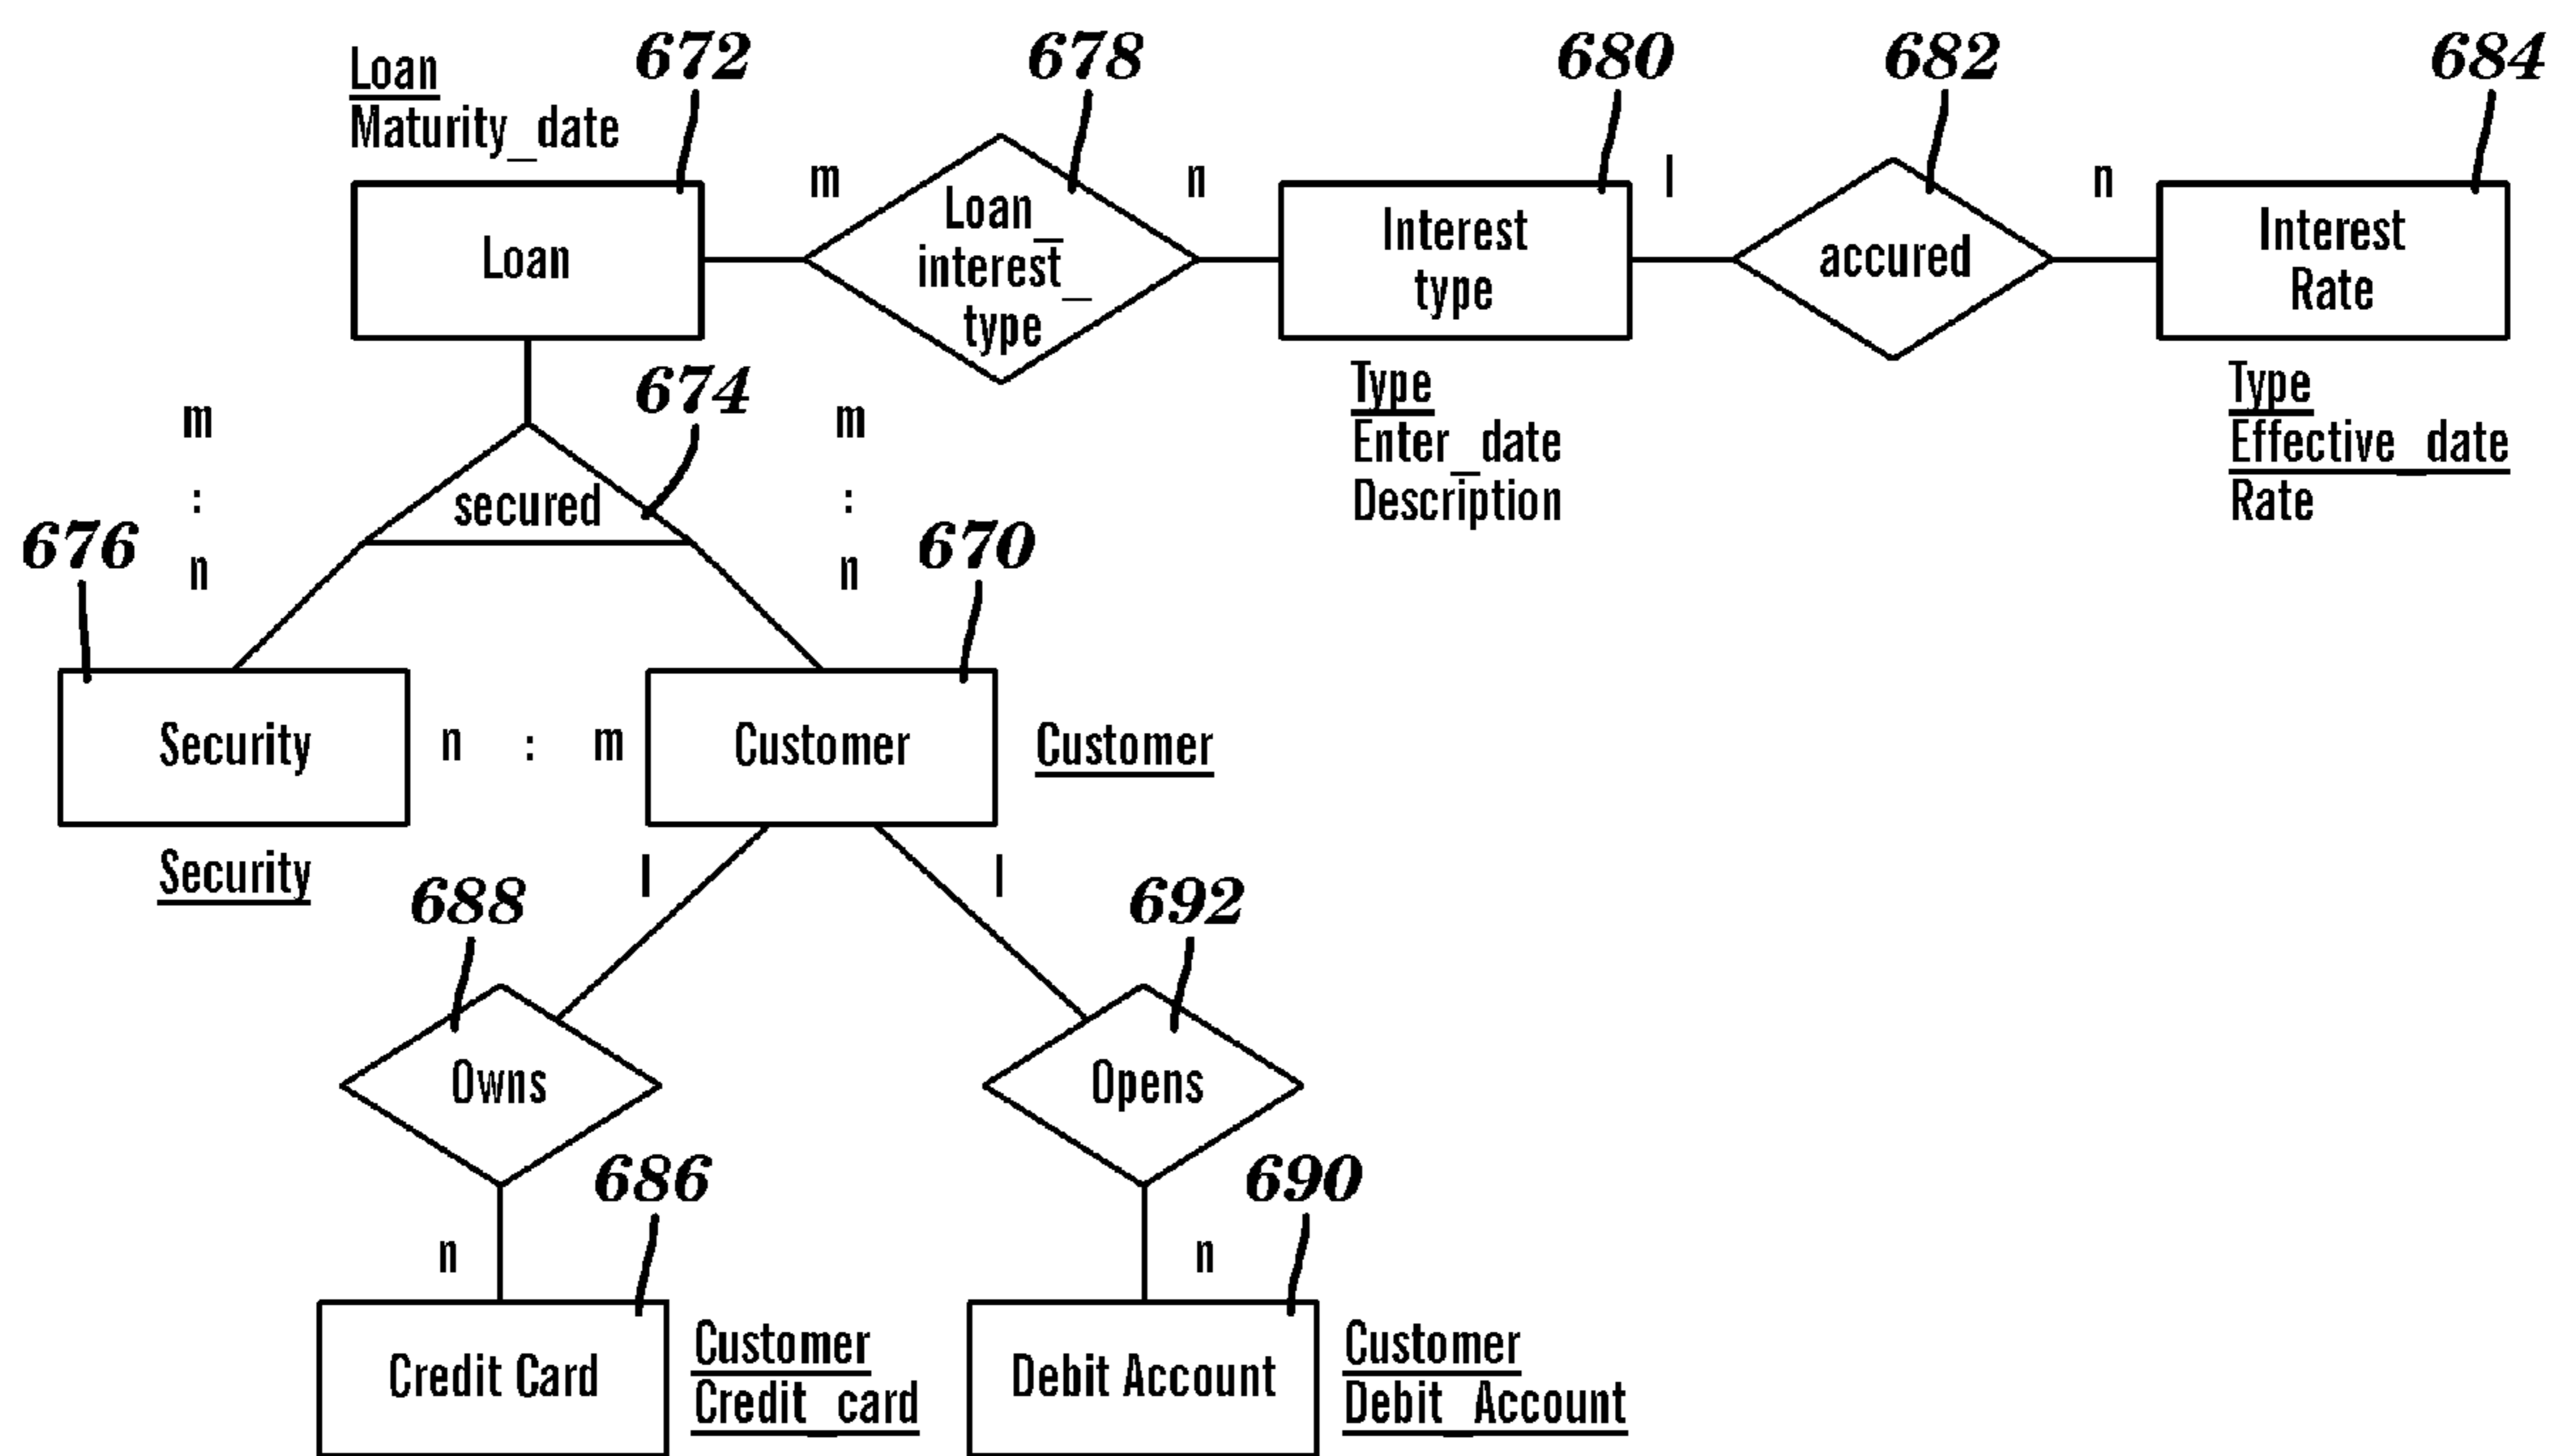 672
678
680
682
684
Loan
Maturity_date
m
n
l
n
Loan
Loan_
interest_
type
Interest
type
accured
Interest
Rate
674
Type
Enter_date
Description
Type
Effective_date
Rate
m
:
n
m
:
n
secured
676
670
Security
n : m
Customer
Customer
Security
l
l
688
692
Owns
Opens
686
690
n
n
Credit Card
Customer
Credit_card
Debit Account
Customer
Debit_Account